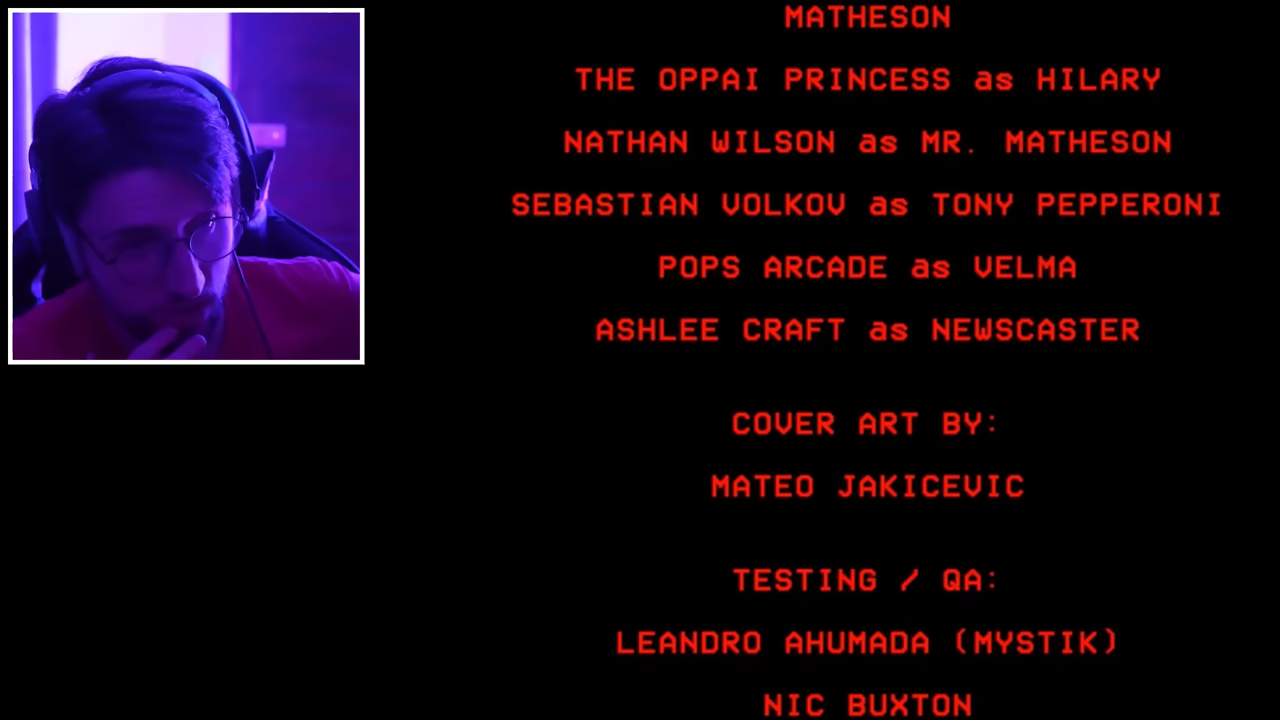 MATHESON
THE OPPAI PRINCESS as HILARY
NATHAN WILSON as MR. MATHESON
SEBASTIAN VOLKOV as TONY PEPPERONI
POPS ARCADE as VELMA
ASHLEE CRAFT as NEWSCASTER
COVER ART BY:
MATEO JAKICEVIC
TESTING / QA:
LEANDRO AHUMADA (MYSTIK)
NIC BUXTON